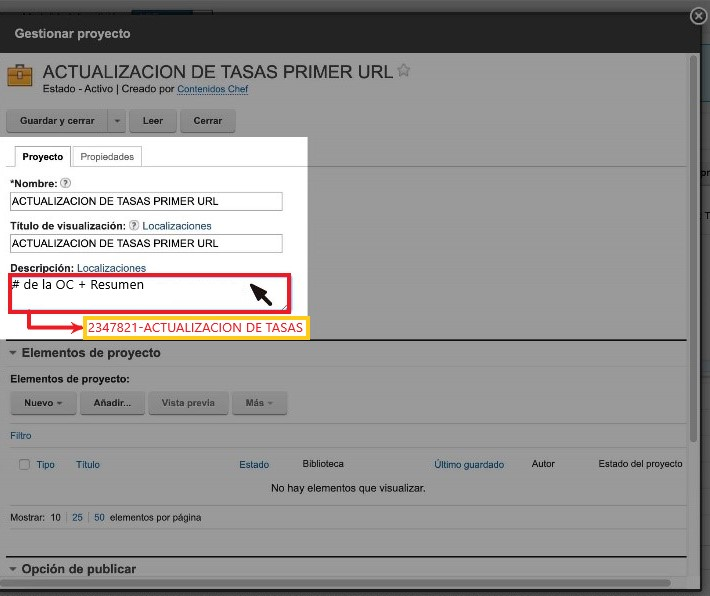 Gestionar proyecto
ACTUALIZACION DE TASAS PRIMER URL
Estado - Activo | Creado por Contenidos Chef
Guardar y cerrar Leer Cerrar
Proyecto Propiedades
*Nombre: ?
ACTUALIZACION DE TASAS PRIMER URL
Título de visualización: ? Localizaciones
ACTUALIZACION DE TASAS PRIMER URL
Descripción: Localizaciones
# de la OC + Resumen
2347821-ACTUALIZACION DE TASAS
Elementos de proyecto
Elementos de proyecto:
Nuevo Añadir... Vista previa Más
Filtro
Tipo Título Estado Biblioteca Último guardado Autor Estado del proyecto
No hay elementos que visualizar.
Mostrar: 10 | 25 | 50 elementos por página
Opción de publicar